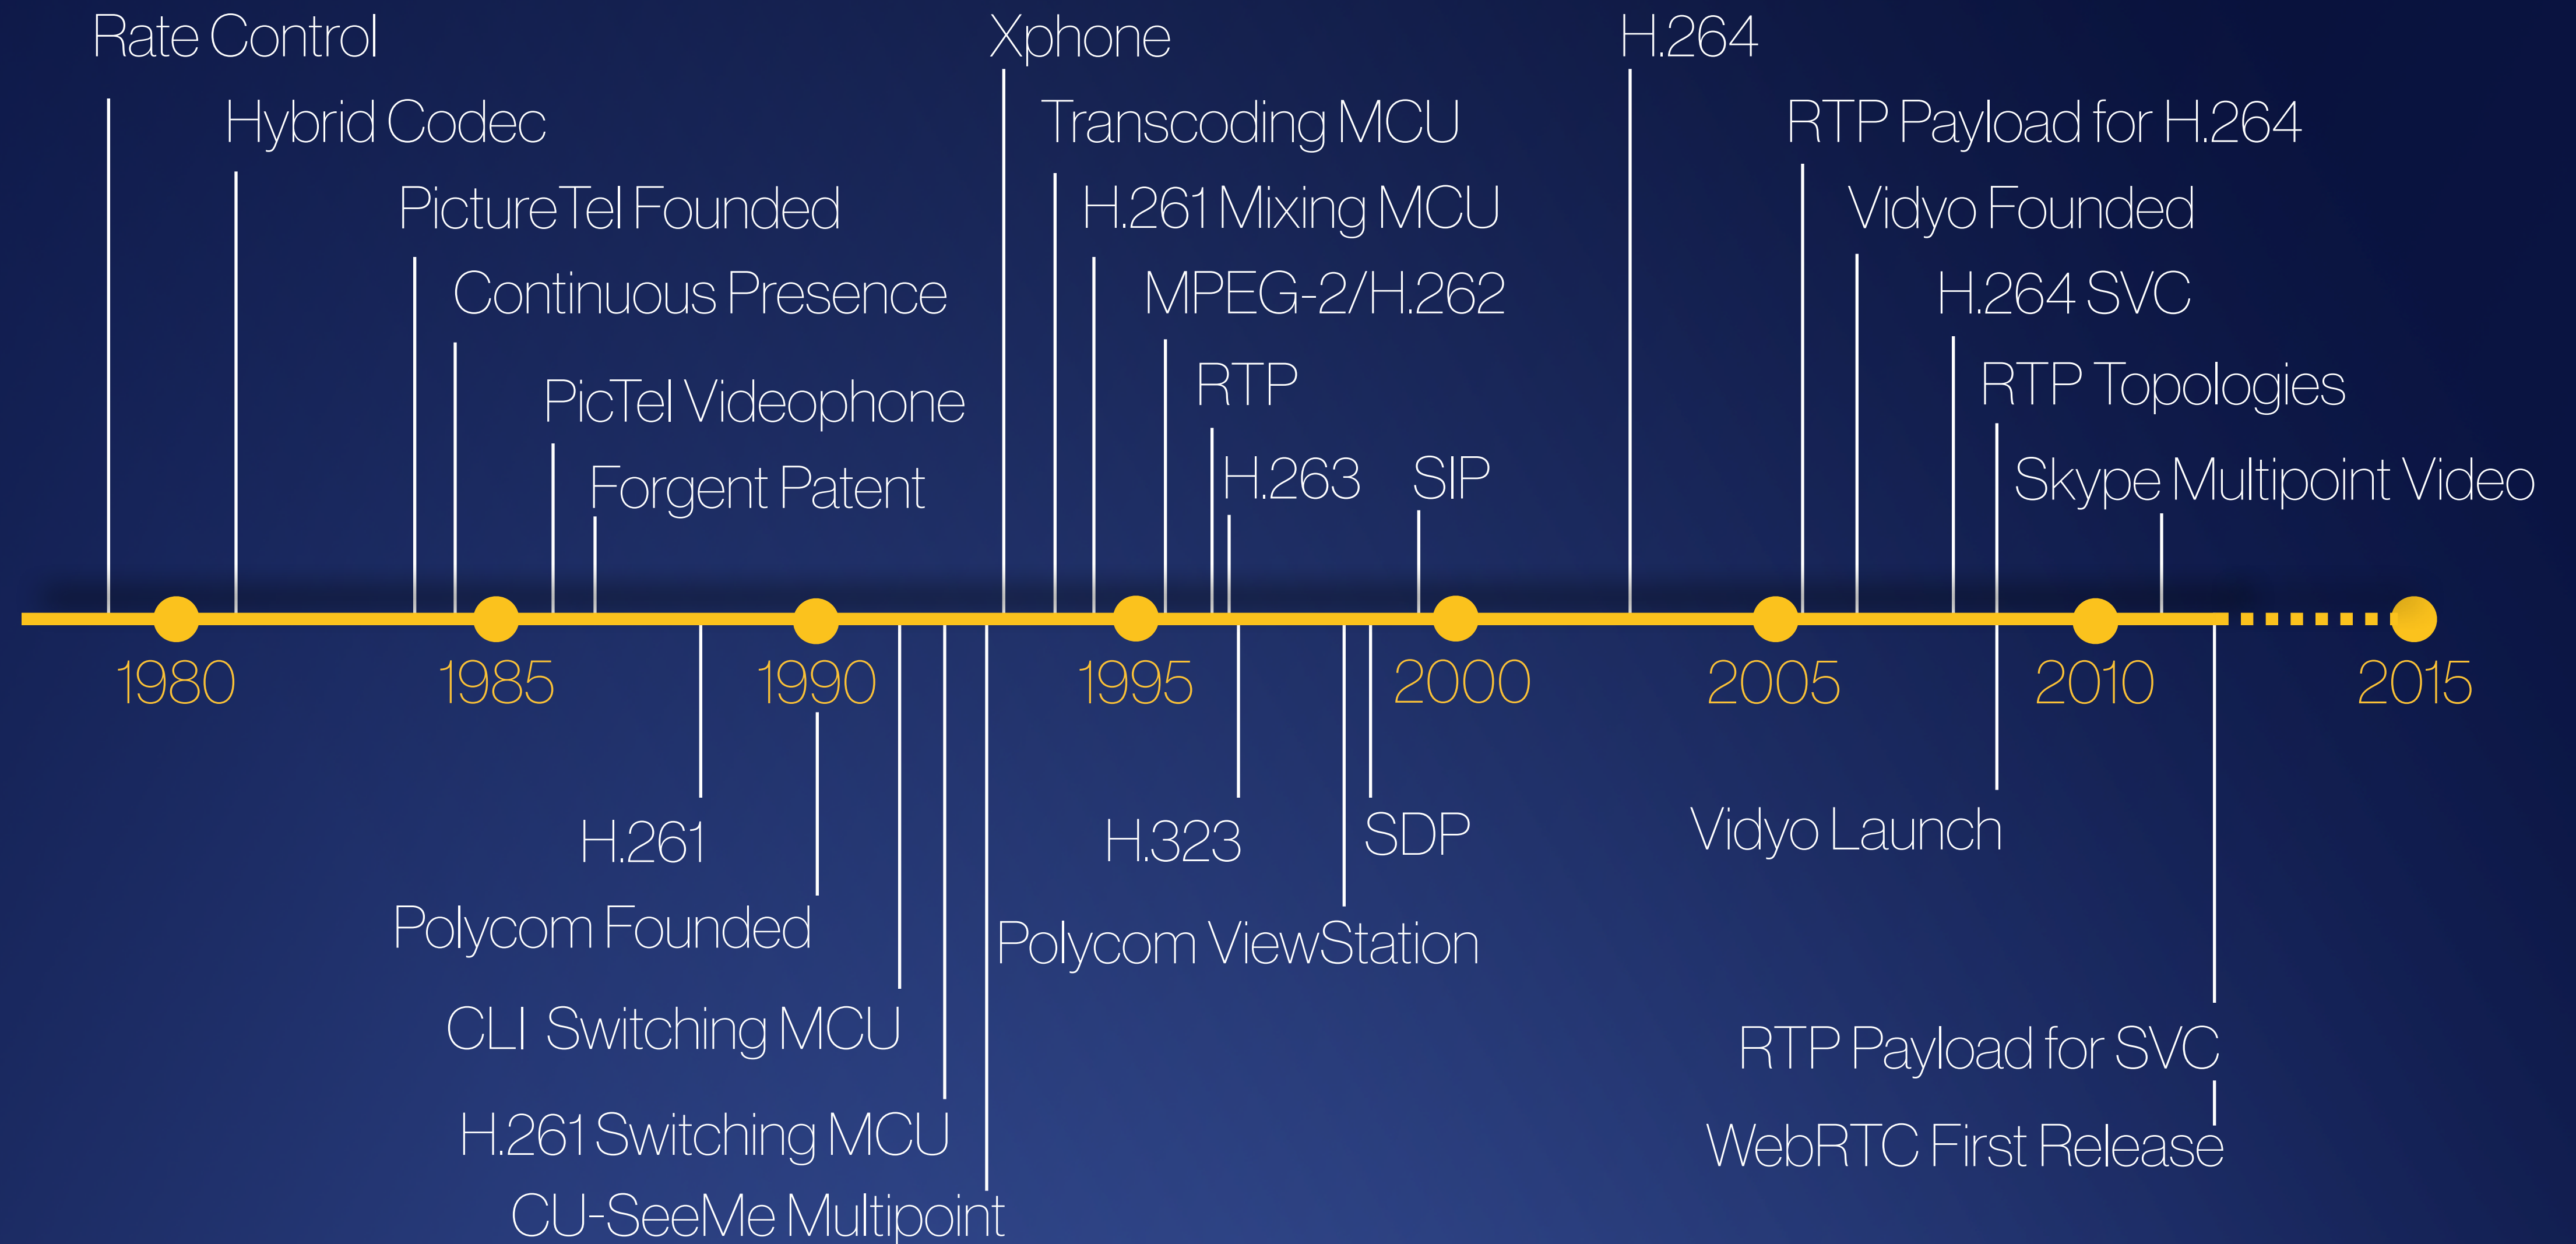 Rate Control
Xphone
H.264
Hybrid Codec
Transcoding MCU
RTP Payload for H.264
PictureTel Founded
H.261 Mixing MCU
Vidyo Founded
Continuous Presence
MPEG-2/H.262
H.264 SVC
RTP
RTP Topologies
PicTel Videophone
H.263
SIP
Skype Multipoint Video
Forgent Patent
1980
1985
1990
1995
2000
2005
2010
2015
H.261
H.323
SDP
Vidyo Launch
Polycom Founded
Polycom ViewStation
CLI Switching MCU
RTP Payload for SVC
H.261 Switching MCU
WebRTC First Release
CU-SeeMe Multipoint